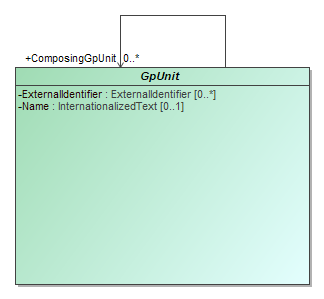 +ComposingGpUnit 0..*
GpUnit
-ExternalIdentifier : ExternalIdentifier [0..*]
-Name : InternationalizedText [0..1]